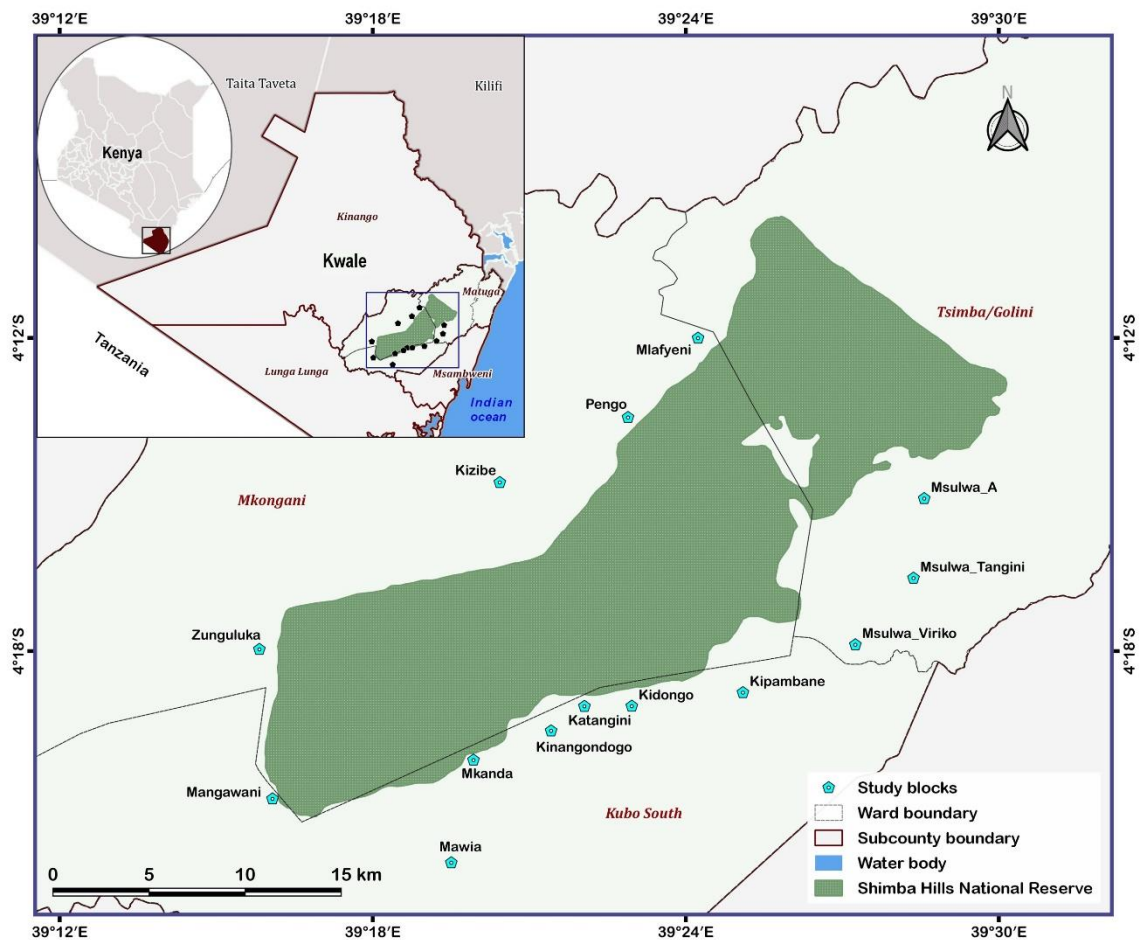 39°12′E
39°18′E
39°24′E
39°30′E
Taita Taveta
Kilifi
Kenya
N
Kinango
Kwale
Matuga
Tsimba/Golini
4°12′S
4°12′S
Mlafyeni
Tanzania
Lunga Lunga
Msambweni
Indian
ocean
Pengo
Kizibe
Mkongani
Msulwa_A
Msulwa_Tangini
Zunguluka
Msulwa_Viriko
4°18′S
4°18′S
Kipambane
Kidongo
Katangini
Kinangondogo
Mkanda
Mangawani
Kubo South
Mawia
Study blocks
Ward boundary
Subcounty boundary
Water body
Shimba Hills National Reserve
0 5 10 15 km
39°12′E
39°18′E
39°24′E
39°30′E